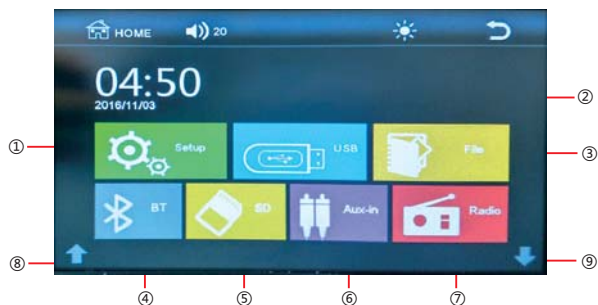 HOME 20
04:50
2016/11/03
②
① Setup USB File ③
BT SD Aux-in Radio
⑧ ⑨
④ ⑤ ⑥ ⑦